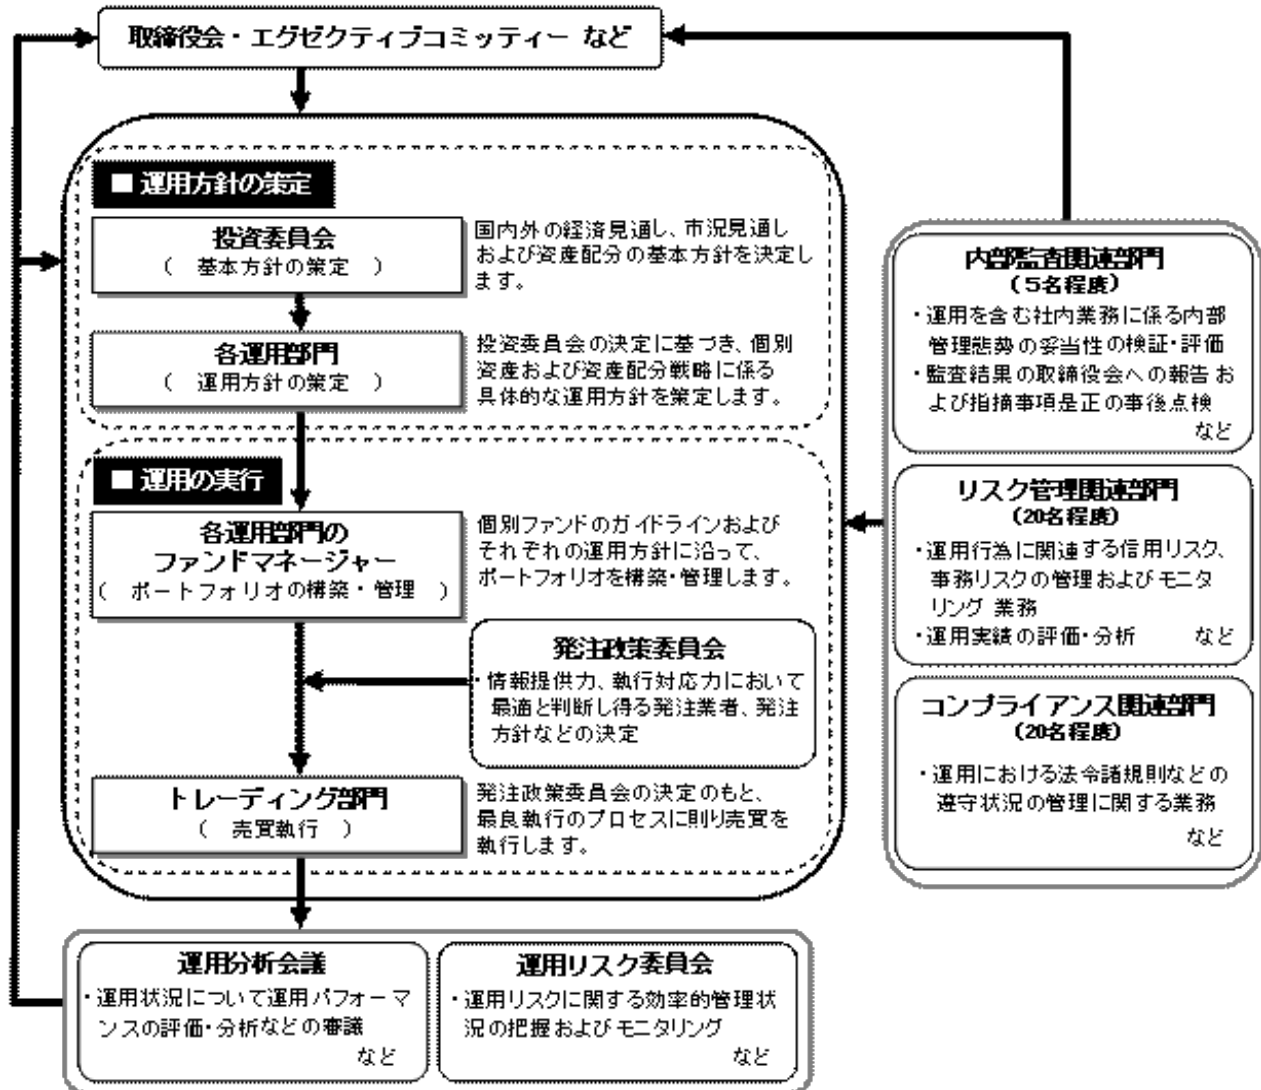 取締役会・エグゼクティブコミッティー など
■ 運用方針の策定
投資委員会
（ 基本方針の策定 ）
国内外の経済見通し、市況見通し
および資産配分の基本方針を決定し
ます。
各運用部門
（ 運用方針の策定 ）
投資委員会の決定に基づき、個別
資産および資産配分戦略に係る
具体的な運用方針を策定します。
■ 運用の実行
各運用部門の
ファンドマネージャー
（ ポートフォリオの構築・管理 ）
個別ファンドのガイドラインおよび
それぞれの運用方針に沿って、
ポートフォリオを構築・管理します。
発注政策委員会
・情報提供力、執行対応力において
最適と判断し得る発注業者、発注
方針などの決定
トレーディング部門
（ 売買執行 ）
発注政策委員会の決定のもと、
最良執行のプロセスに則り売買を
執行します。
内部監査関連部門
（5名程度）
・運用を含む社内業務に係る内部
管理態勢の妥当性の検証・評価
・監査結果の取締役会への報告 お
よび指摘事項是正の事後点検
など
リスク管理関連部門
（20名程度）
・運用行為に関連する信用リスク、
事務リスクの管理および モニタ
リング 業務
・運用実績の評価・分析 など
コンプライアンス関連部門
（20名程度）
・運用における法令諸規則などの
遵守状況の管理に関する業務
など
運用分析会議
・運用状況について運用パフォーマ
ンスの評価・分析などの審議
など
運用リスク委員会
・運用リスクに関する効率的管理状
況の把握および モニタリング
など